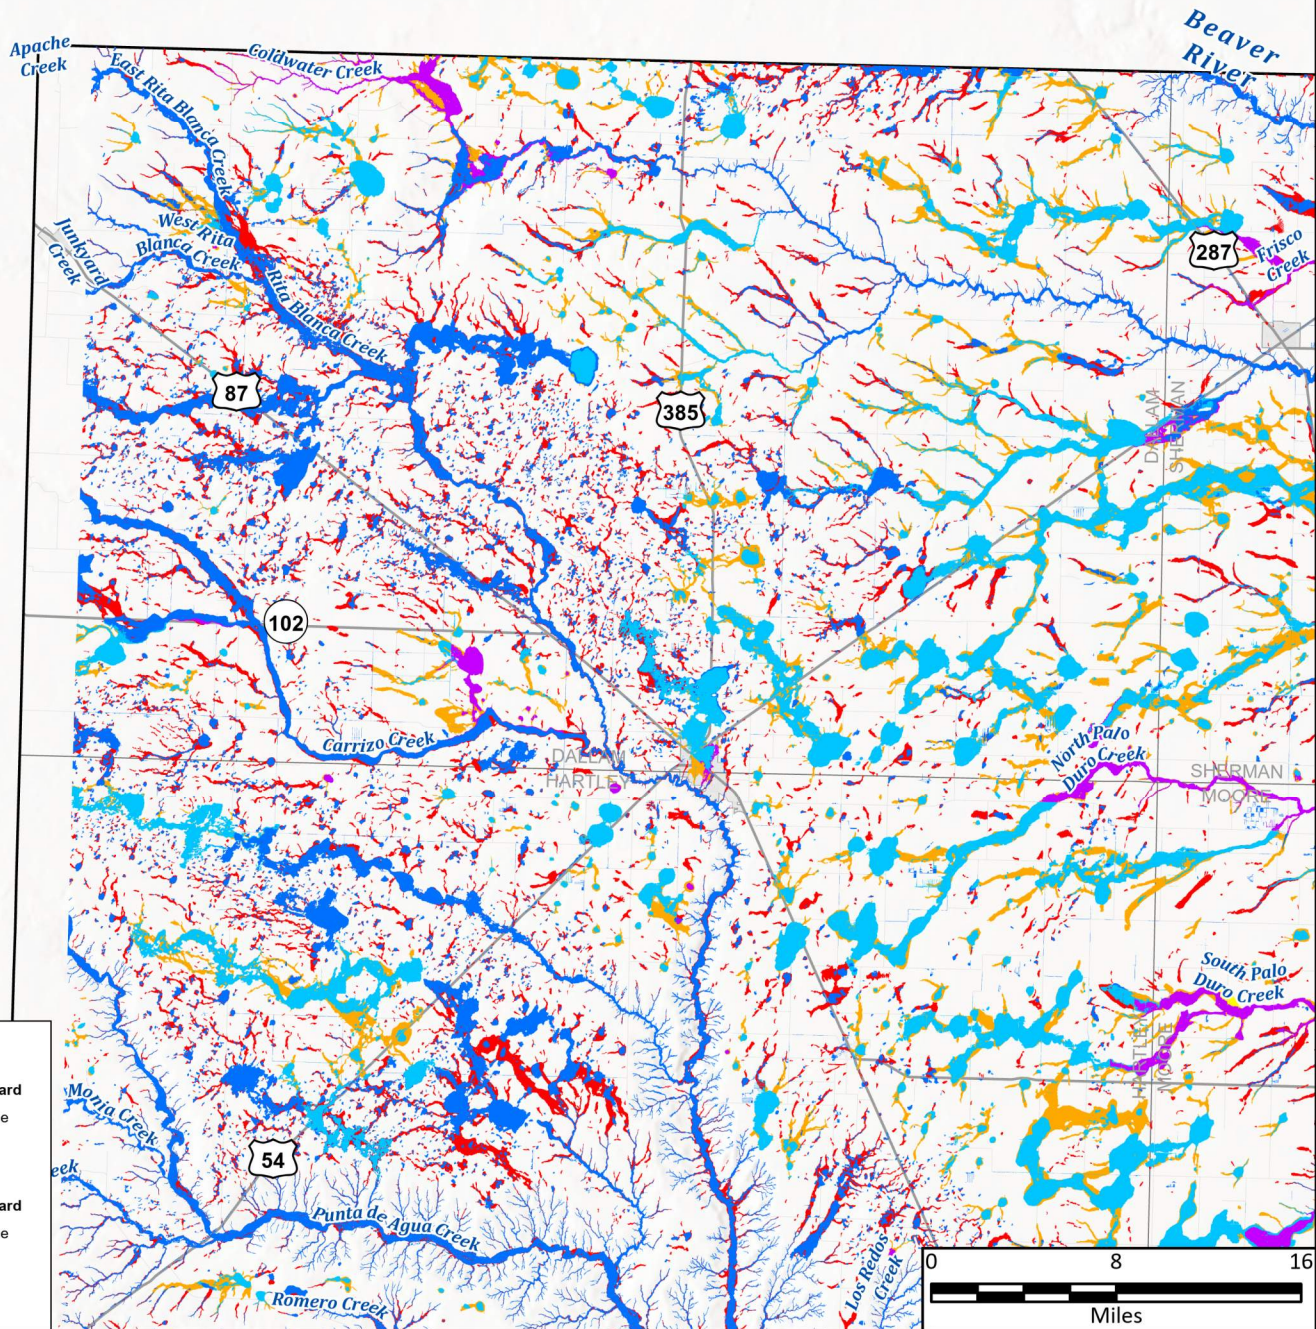 Beaver
River
Apache
Creek
Coldwater Creek
East Rita Blanca Creek
West Rita
Blanca Creek
Junkyard
Creek
Rita Blanca Creek
287
Frisco
Creek
87
385
DALLAM
SHERMAN
102
Carrizo Creek
DALLAM
HARTLEY
North Palo
Duro Creek
SHERMAN
MOORE
South Palo
Duro Creek
HARTLEY
MOORE
ard
e
Monia Creek
54
eek
ard
e
Punta de Agua Creek
Romero Creek
Los Redos
Creek
0 8 16
Miles